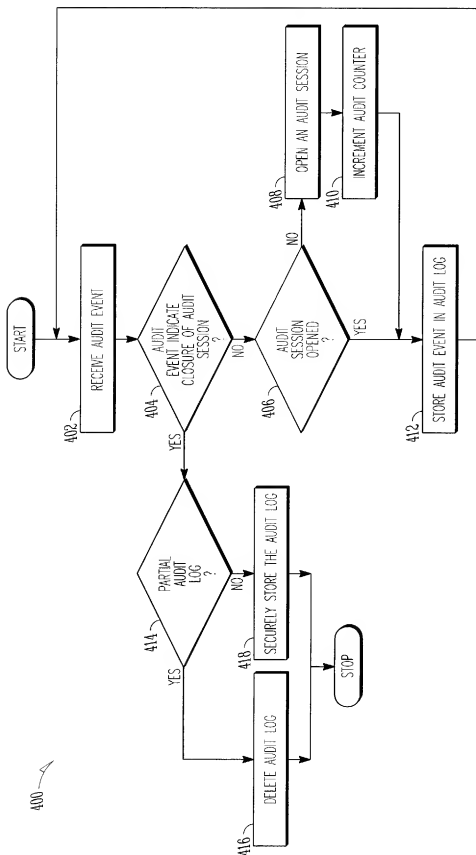 400
START
402
RECEIVE AUDIT EVENT
404
AUDIT
EVENT INDICATE
CLOSURE OF AUDIT
SESSION
?
YES
NO
406
AUDIT
SESSION
OPENED
?
NO
YES
408
OPEN AN AUDIT SESSION
410
INCREMENT AUDIT COUNTER
412
STORE AUDIT EVENT IN AUDIT LOG
414
PARTIAL
AUDIT
LOG
?
YES
NO
416
DELETE AUDIT LOG
418
SECURELY STORE THE AUDIT LOG
STOP